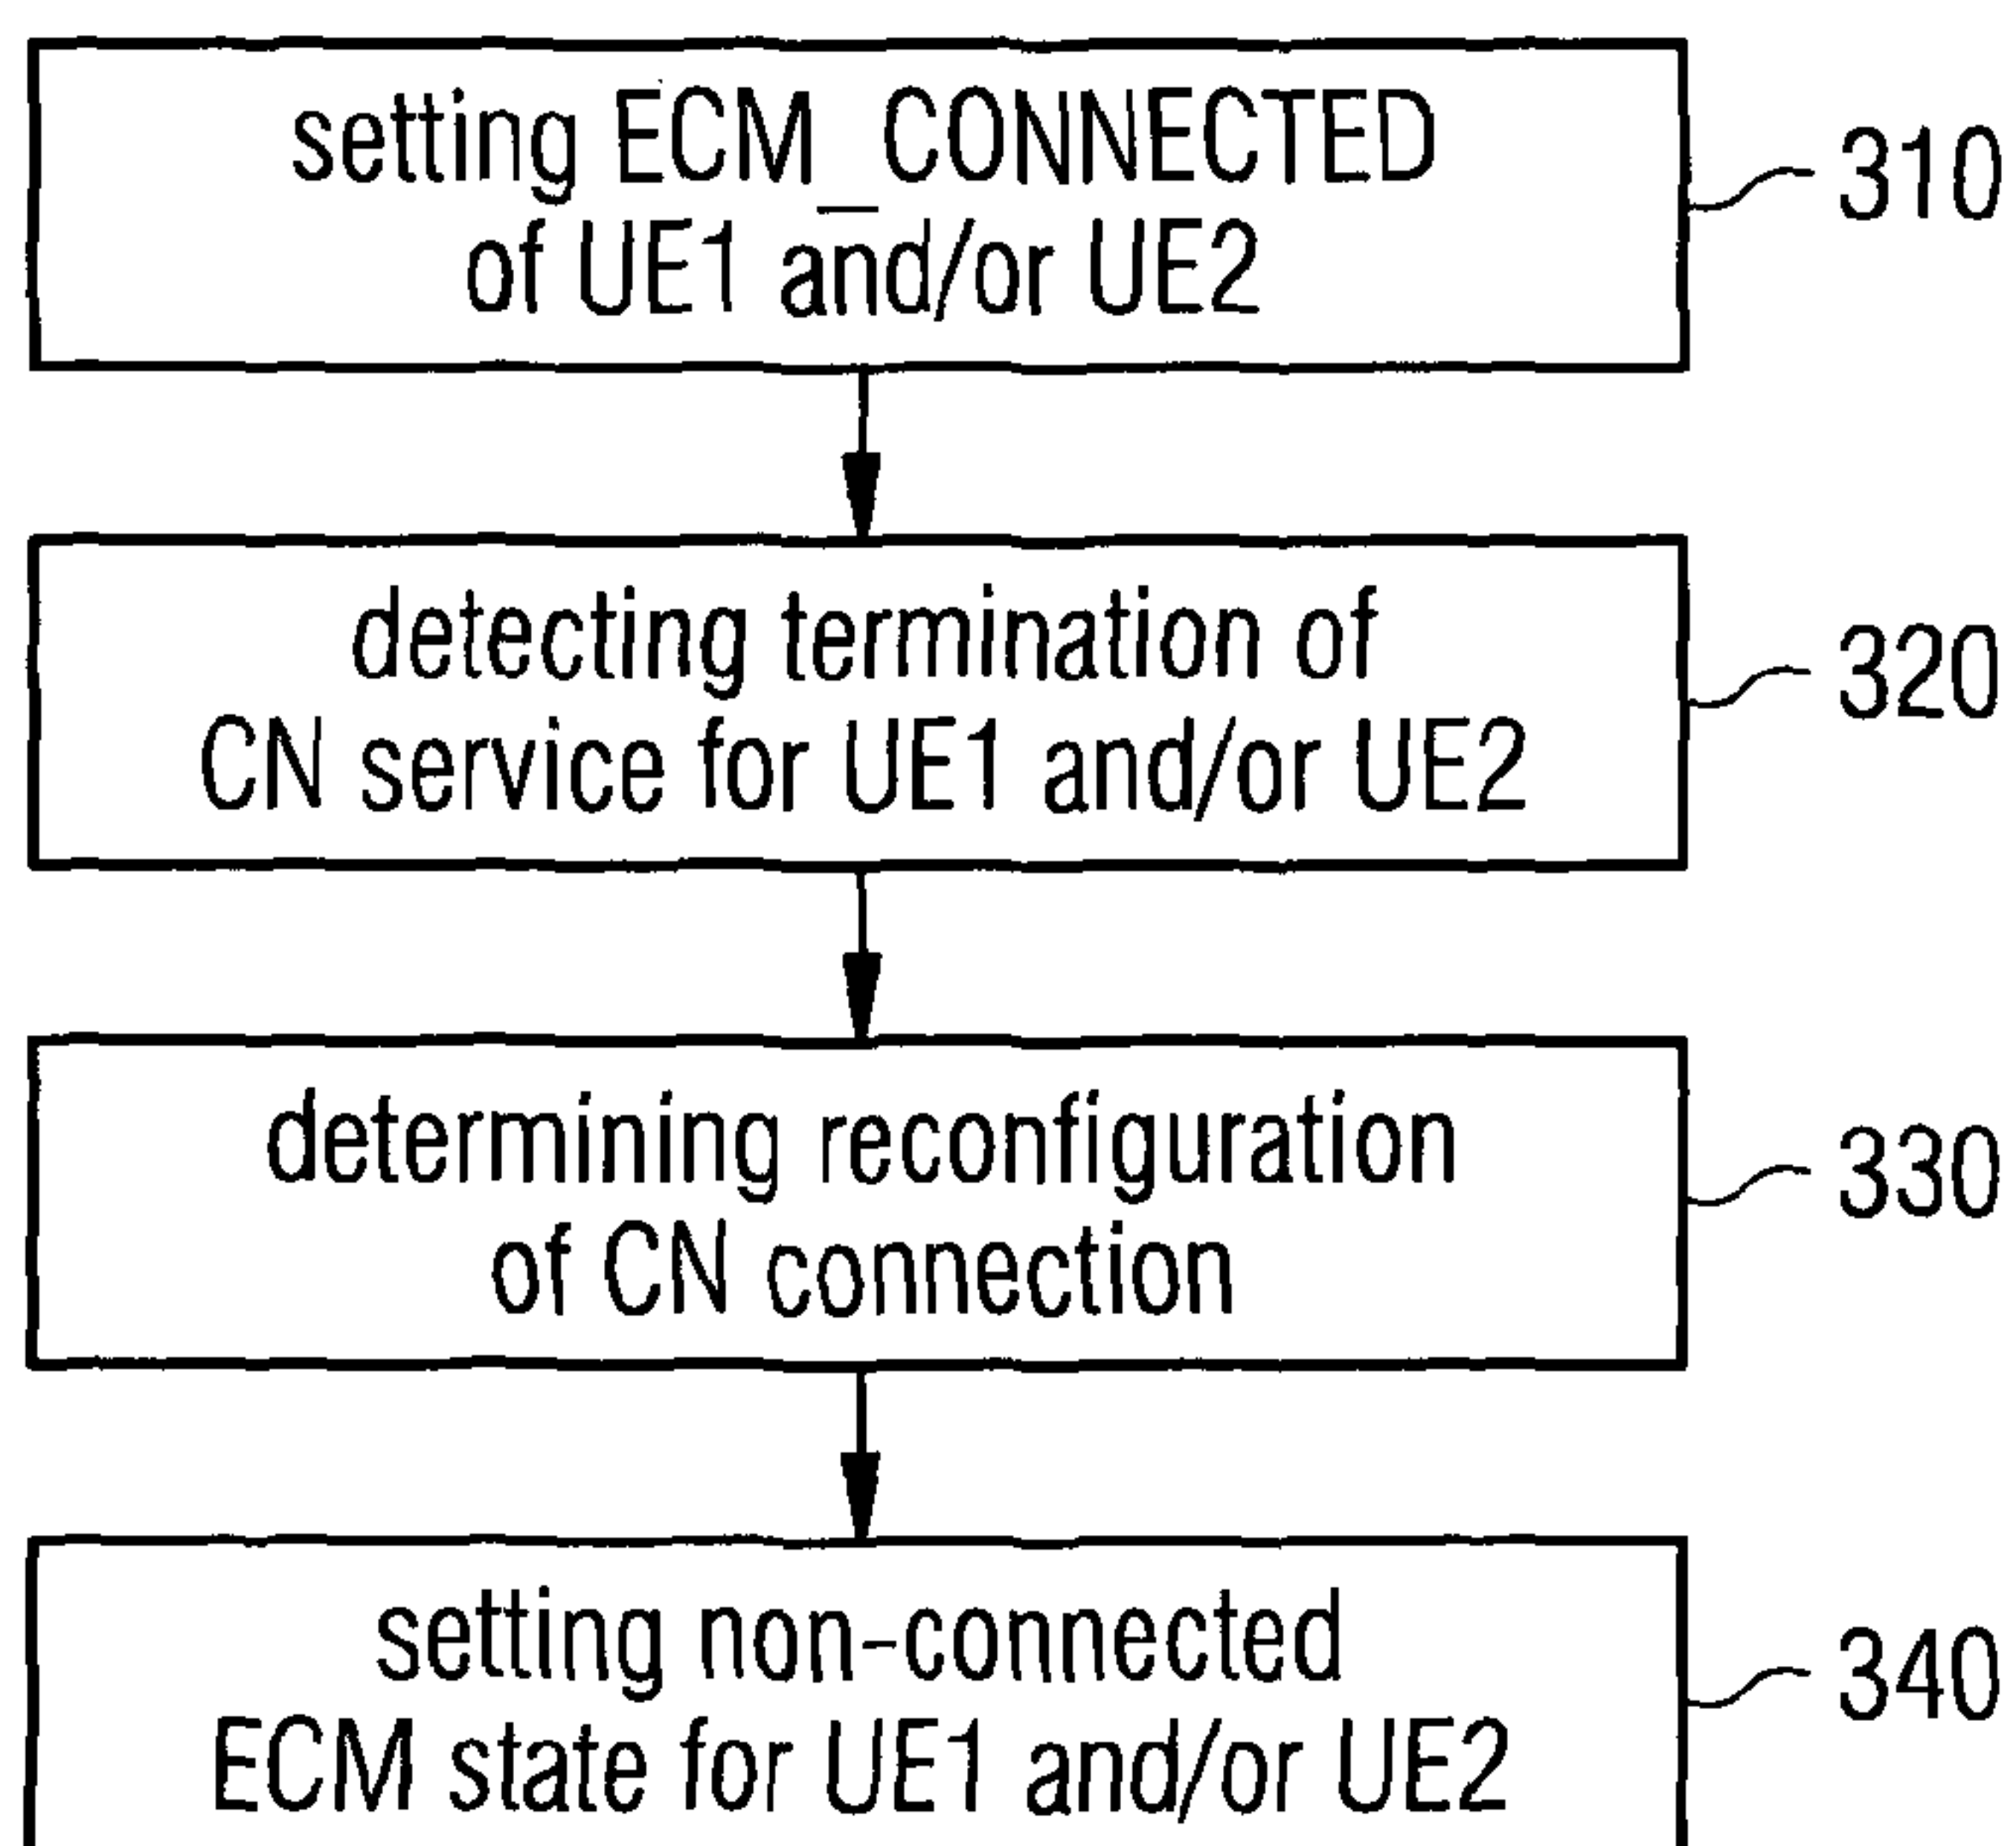 setting ECM_CONNECTED
of UE1 and/or UE2
310
detecting termination of
CN service for UE1 and/or UE2
320
determining reconfiguration
of CN connection
330
setting non-connected
ECM state for UE1 and/or UE2
340